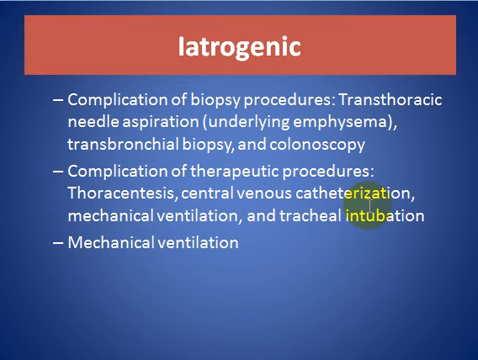 Iatrogenic
– Complication of biopsy procedures: Transthoracic
needle aspiration (underlying emphysema),
transbronchial biopsy, and colonoscopy
– Complication of therapeutic procedures:
Thoracentesis, central venous catheterization,
mechanical ventilation, and tracheal intubation
– Mechanical ventilation